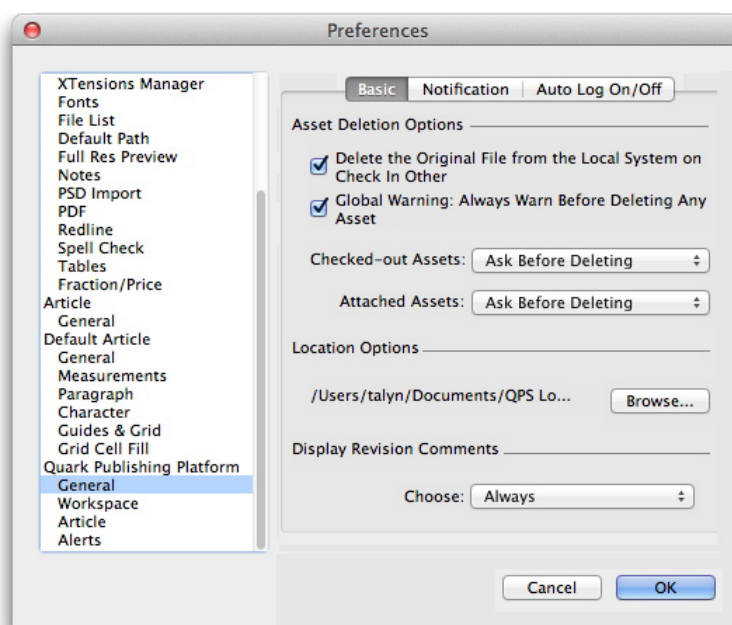 Preferences
XTensions Manager
Fonts
File List
Default Path
Full Res Preview
Notes
PSD Import
PDF
Redline
Spell Check
Tables
Fraction/Price
Article
General
Default Article
General
Measurements
Paragraph
Character
Guides & Grid
Grid Cell Fill
Quark Publishing Platform
General
Workspace
Article
Alerts
Basic Notification Auto Log On/Off
Asset Deletion Options
Delete the Original File from the Local System on
Check In Other
Global Warning: Always Warn Before Deleting Any
Asset
Checked-out Assets: Ask Before Deleting
Attached Assets: Ask Before Deleting
Location Options
/Users/talyn/Documents/QPS Lo... Browse...
Display Revision Comments
Choose: Always
Cancel OK